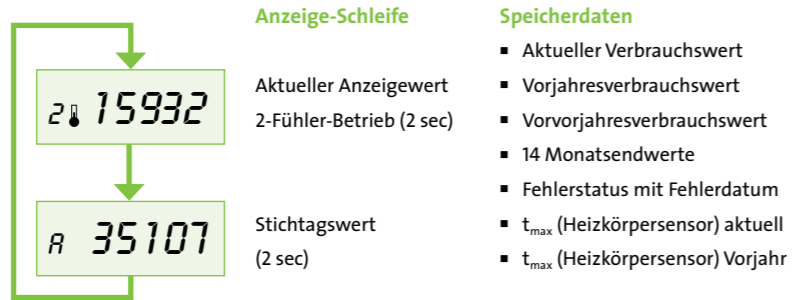 Anzeige-Schleife
2 15932
Aktueller Anzeigewert
2-Fühler-Betrieb (2 sec)
A 35107
Stichtagswert
(2 sec)
Speicherdaten
▪ Aktueller Verbrauchswert
▪ Vorjahresverbrauchswert
▪ Vorvorjahresverbrauchswert
▪ 14 Monatsendwerte
▪ Fehlerstatus mit Fehlerdatum
▪ tmax (Heizkörpersensor) aktuell
▪ tmax (Heizkörpersensor) Vorjahr